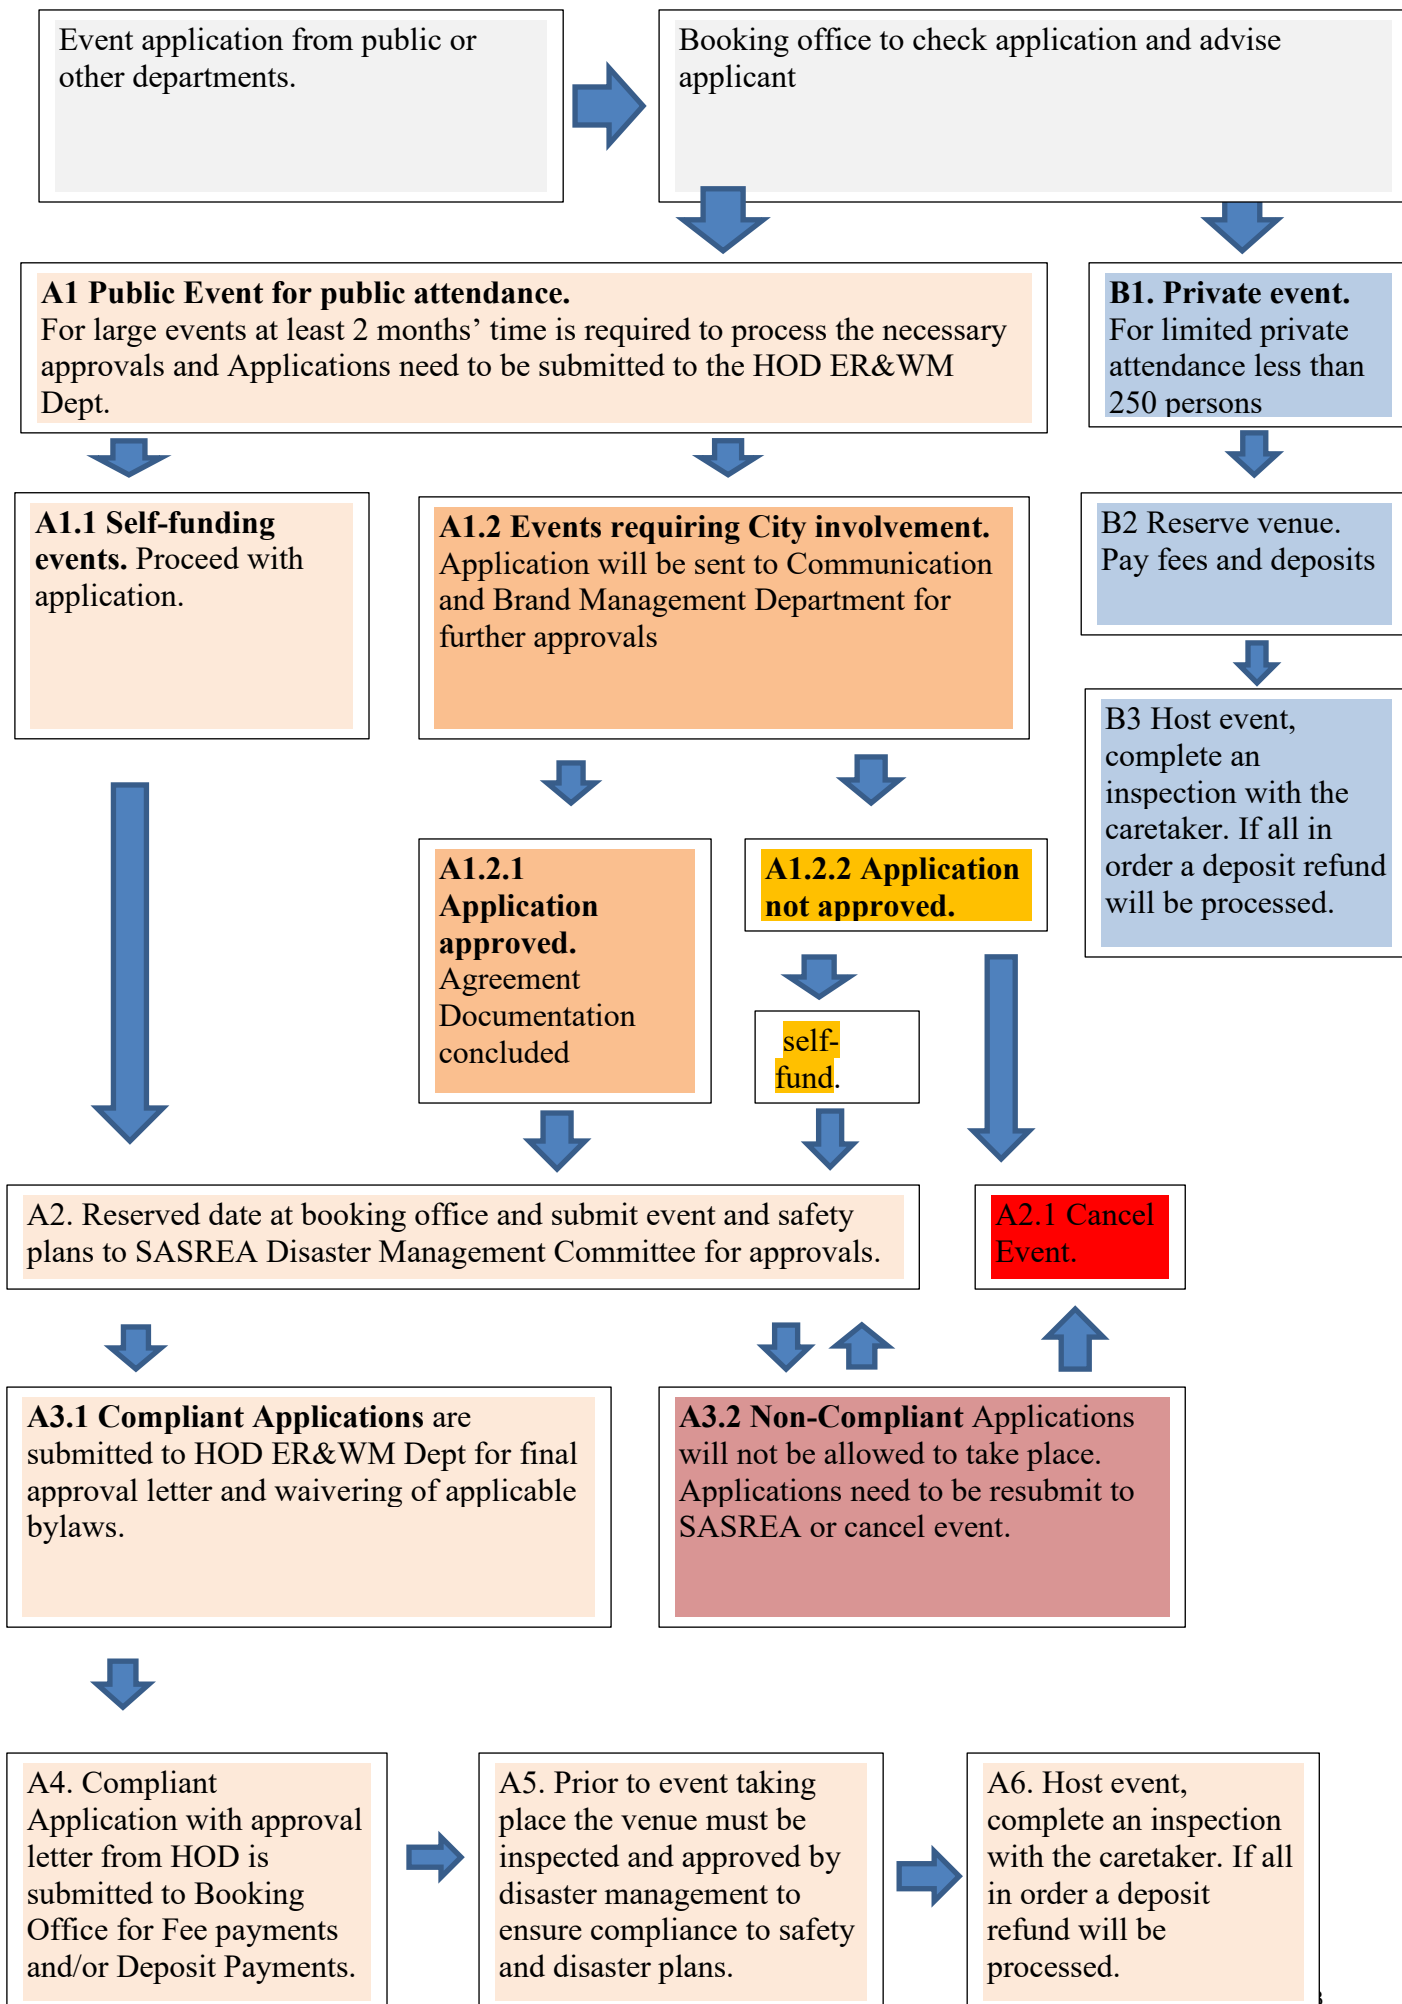 Event application from public or
other departments.
Booking office to check application and advise
applicant
A1 Public Event for public attendance.
For large events at least 2 months’ time is required to process the necessary
approvals and Applications need to be submitted to the HOD ER&WM
Dept.
B1. Private event.
For limited private
attendance less than
250 persons
A1.1 Self-funding
events. Proceed with
application.
A1.2 Events requiring City involvement.
Application will be sent to Communication
and Brand Management Department for
further approvals
B2 Reserve venue.
Pay fees and deposits
B3 Host event,
complete an
inspection with the
caretaker. If all in
order a deposit refund
will be processed.
A1.2.1
Application
approved.
Agreement
Documentation
concluded
A1.2.2 Application
not approved.
self-
fund.
A2. Reserved date at booking office and submit event and safety
plans to SASREA Disaster Management Committee for approvals.
A2.1 Cancel
Event.
A3.1 Compliant Applications are
submitted to HOD ER&WM Dept for final
approval letter and waivering of applicable
bylaws.
A3.2 Non-Compliant Applications
will not be allowed to take place.
Applications need to be resubmit to
SASREA or cancel event.
A4. Compliant
Application with approval
letter from HOD is
submitted to Booking
Office for Fee payments
and/or Deposit Payments.
A5. Prior to event taking
place the venue must be
inspected and approved by
disaster management to
ensure compliance to safety
and disaster plans.
A6. Host event,
complete an inspection
with the caretaker. If all
in order a deposit
refund will be
processed.